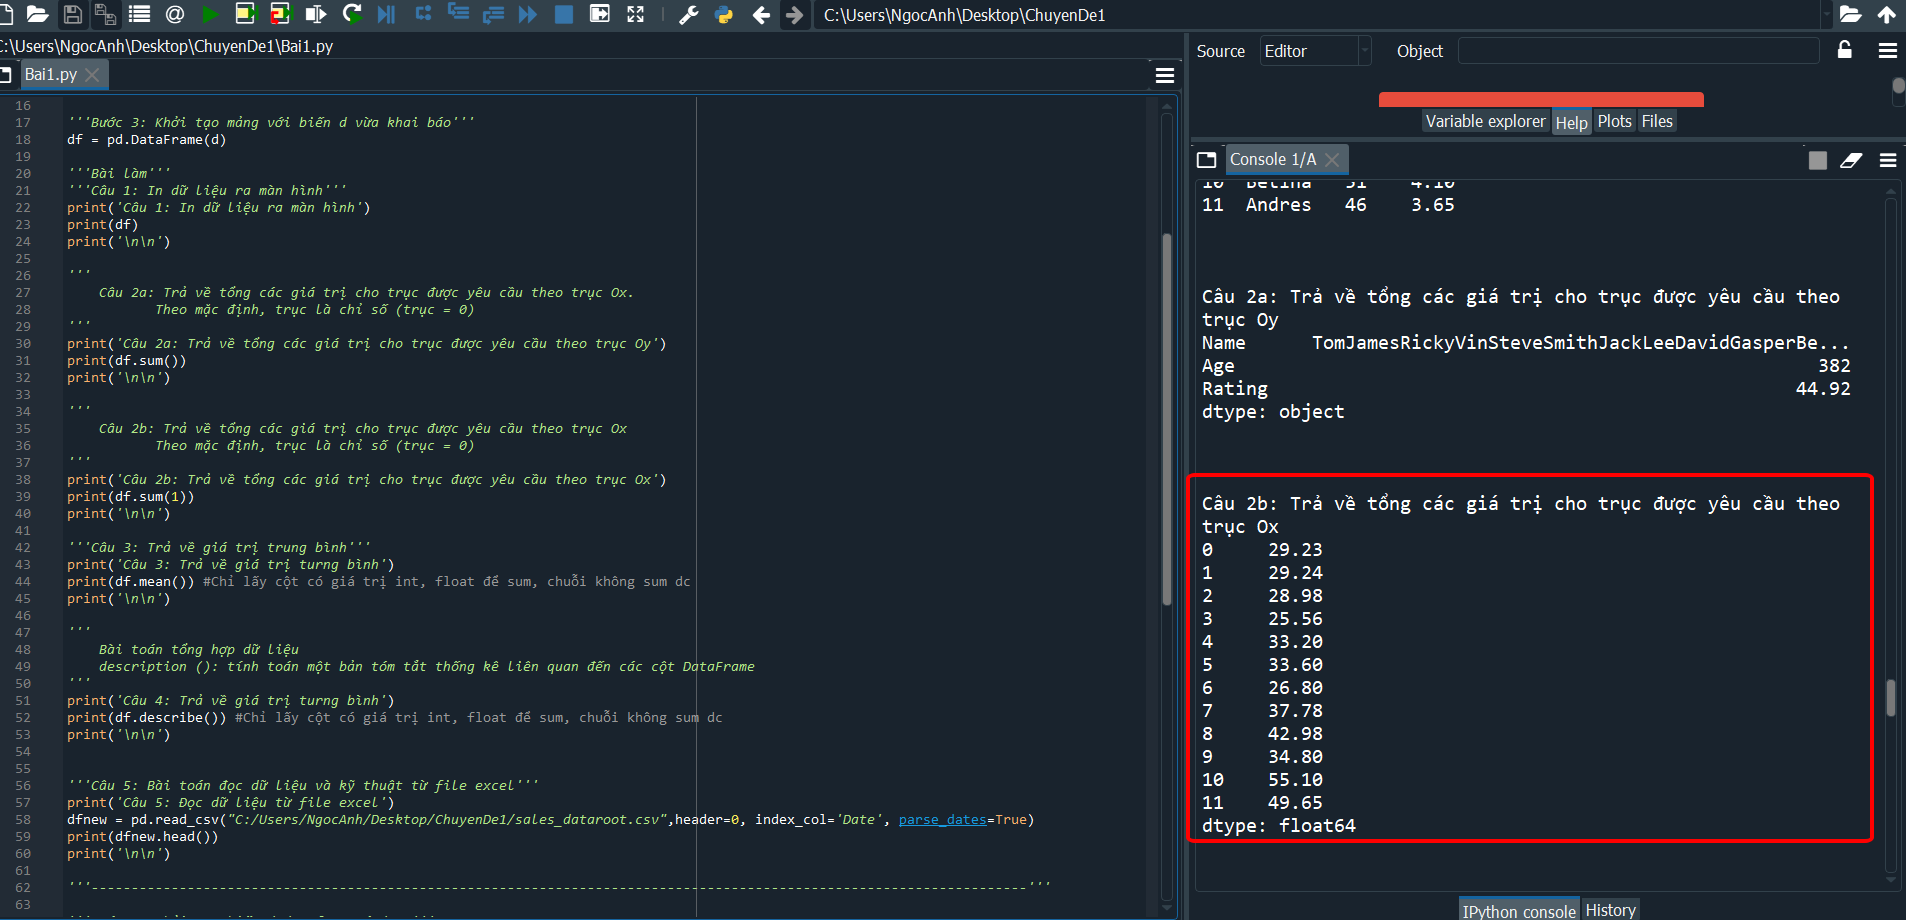 C:\Users\NgocAnh\Desktop\ChuyenDe1
:\Users\NgocAnh\Desktop\ChuyenDe1\Bai1.py
Bai1.py
16
17 '''Bước 3: Khởi tạo mảng với biến d vừa khai báo'''
18 df = pd.DataFrame(d)
19
20 '''Bài làm'''
21 '''Câu 1: In dữ liệu ra màn hình'''
22 print('Câu 1: In dữ liệu ra màn hình')
23 print(df)
24 print('\n\n')
25
26 '''
27 Câu 2a: Trả về tổng các giá trị cho trục được yêu cầu theo trục Ox.
28 Theo mặc định, trục là chỉ số (trục = 0)
29 '''
30 print('Câu 2a: Trả về tổng các giá trị cho trục được yêu cầu theo trục Oy')
31 print(df.sum())
32 print('\n\n')
33
34 '''
35 Câu 2b: Trả về tổng các giá trị cho trục được yêu cầu theo trục Ox
36 Theo mặc định, trục là chỉ số (trục = 0)
37 '''
38 print('Câu 2b: Trả về tổng các giá trị cho trục được yêu cầu theo trục Ox')
39 print(df.sum(1))
40 print('\n\n')
41
42 '''Câu 3: Trả về giá trị trung bình'''
43 print('Câu 3: Trả về giá trị turng bình')
44 print(df.mean()) #Chỉ lấy cột có giá trị int, float để sum, chuỗi không sum dc
45 print('\n\n')
46
47 '''
48 Bài toán tổng hợp dữ liệu
49 description (): tính toán một bản tóm tắt thống kê liên quan đến các cột DataFrame
50 '''
51 print('Câu 4: Trả về giá trị turng bình')
52 print(df.describe()) #Chỉ lấy cột có giá trị int, float để sum, chuỗi không sum dc
53 print('\n\n')
54
55
56 '''Câu 5: Bài toán đọc dữ liệu và kỹ thuật từ file excel'''
57 print('Câu 5: Đọc dữ liệu từ file excel')
58 dfnew = pd.read_csv("C:/Users/NgocAnh/Desktop/ChuyenDe1/sales_dataroot.csv",header=0, index_col='Date', parse_dates=True)
59 print(dfnew.head())
60 print('\n\n')
61
62 '''---------------------------------------------------------------------------------------------------------------------'''
63
Source Editor Object
Variable explorer Help Plots Files
Console 1/A
10 Betina 51 4.10
11 Andres 46 3.65
Câu 2a: Trả về tổng các giá trị cho trục được yêu cầu theo
trục Oy
Name TomJamesRickyVinSteveSmithJackLeeDavidGasperBe...
Age 382
Rating 44.92
dtype: object
Câu 2b: Trả về tổng các giá trị cho trục được yêu cầu theo
trục Ox
0 29.23
1 29.24
2 28.98
3 25.56
4 33.20
5 33.60
6 26.80
7 37.78
8 42.98
9 34.80
10 55.10
11 49.65
dtype: float64
IPython console History